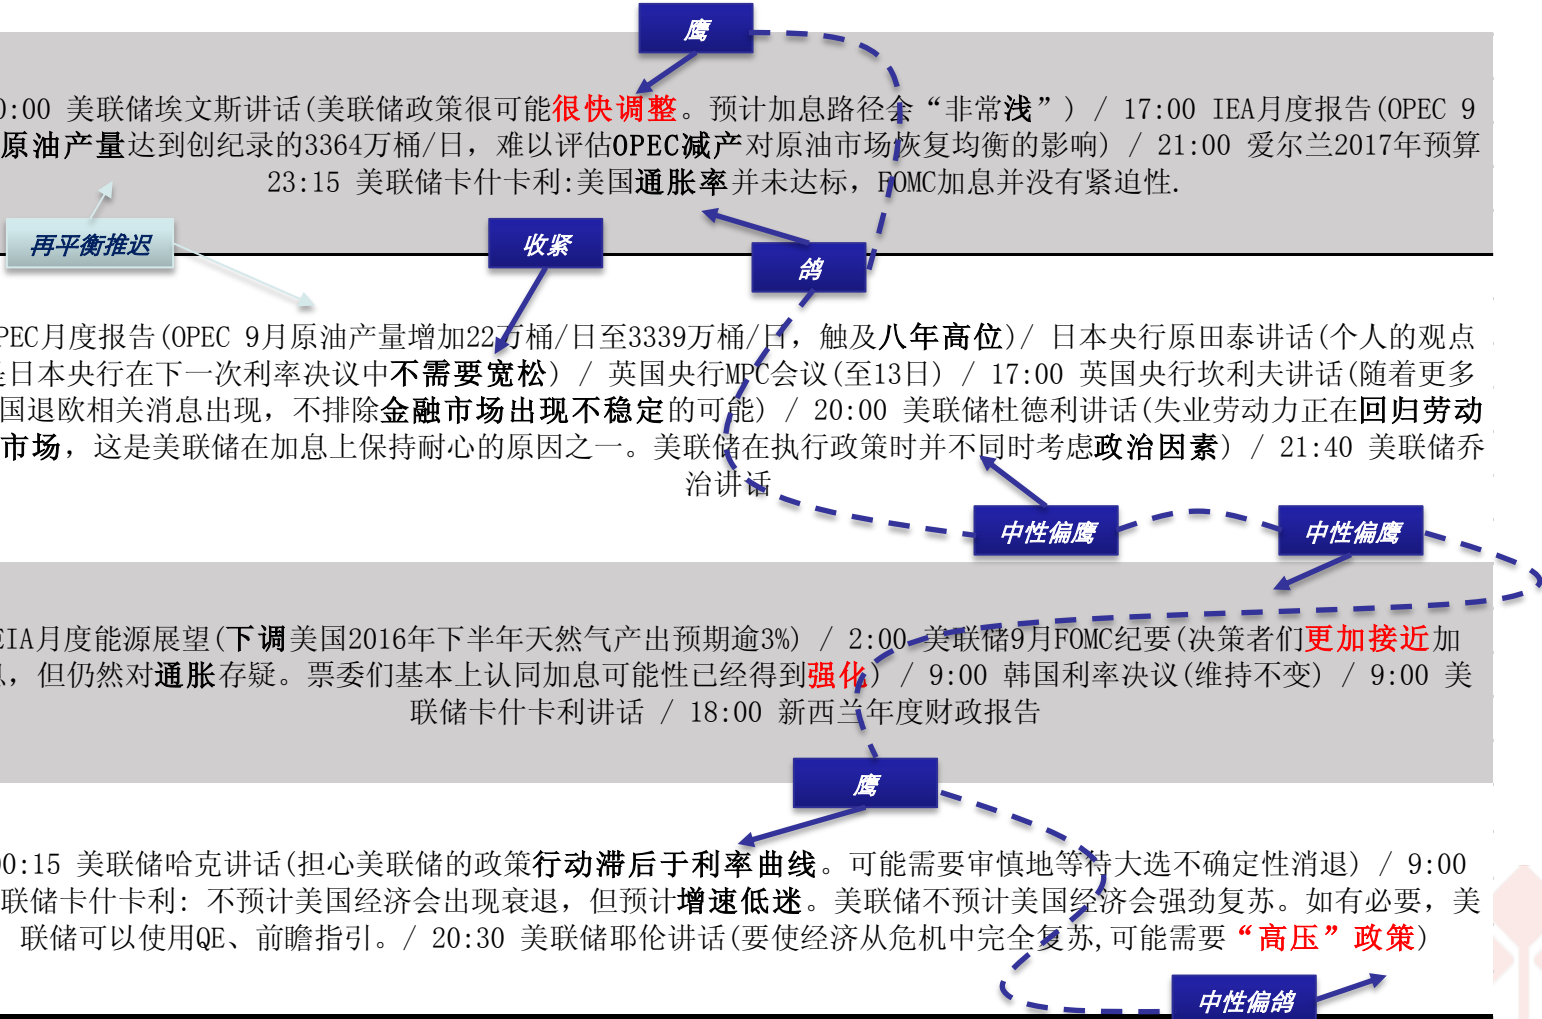 鹰
0:00 美联储埃文斯讲话(美联储政策很可能很快调整。预计加息路径会“非常浅”) / 17:00 IEA月度报告(OPEC 9
原油产量达到创纪录的3364万桶/日，难以评估OPEC减产对原油市场恢复均衡的影响) / 21:00 爱尔兰2017年预算
23:15 美联储卡什卡利:美国通胀率并未达标，FOMC加息并没有紧迫性.
再平衡推迟
收紧
鸽
PEC月度报告(OPEC 9月原油产量增加22万桶/日至3339万桶/日，触及八年高位)/ 日本央行原田泰讲话(个人的观点
是日本央行在下一次利率决议中不需要宽松) / 英国央行MPC会议(至13日) / 17:00 英国央行坎利夫讲话(随着更多
国退欧相关消息出现，不排除金融市场出现不稳定的可能) / 20:00 美联储杜德利讲话(失业劳动力正在回归劳动
市场，这是美联储在加息上保持耐心的原因之一。美联储在执行政策时并不同时考虑政治因素) / 21:40 美联储乔
治讲话
中性偏鹰
中性偏鹰
EIA月度能源展望(下调美国2016年下半年天然气产出预期逾3%) / 2:00 美联储9月FOMC纪要(决策者们更加接近加
息，但仍然对通胀存疑。票委们基本上认同加息可能性已经得到强化) / 9:00 韩国利率决议(维持不变) / 9:00 美
联储卡什卡利讲话 / 18:00 新西兰年度财政报告
鹰
00:15 美联储哈克讲话(担心美联储的政策行动滞后于利率曲线。可能需要审慎地等待大选不确定性消退) / 9:00
联储卡什卡利: 不预计美国经济会出现衰退，但预计增速低迷。美联储不预计美国经济会强劲复苏。如有必要，美
联储可以使用QE、前瞻指引。/ 20:30 美联储耶伦讲话(要使经济从危机中完全复苏,可能需要“高压”政策)
中性偏鸽